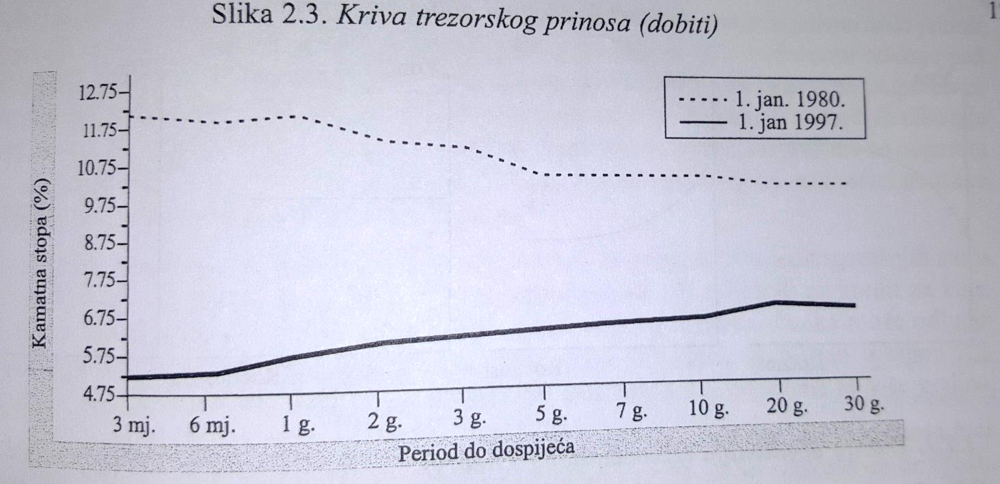 Slika 2.3. Kriva trezorskog prinosa (dobiti)
12.75
11.75
10.75
9.75
8.75
7.75
6.75
5.75
4.75
Kamatna stopa (%)
1. jan. 1980.
1. jan 1997.
3 mj. 6 mj. 1 g. 2 g. 3 g. 5 g. 7 g. 10 g. 20 g. 30 g.
Period do dospijeća